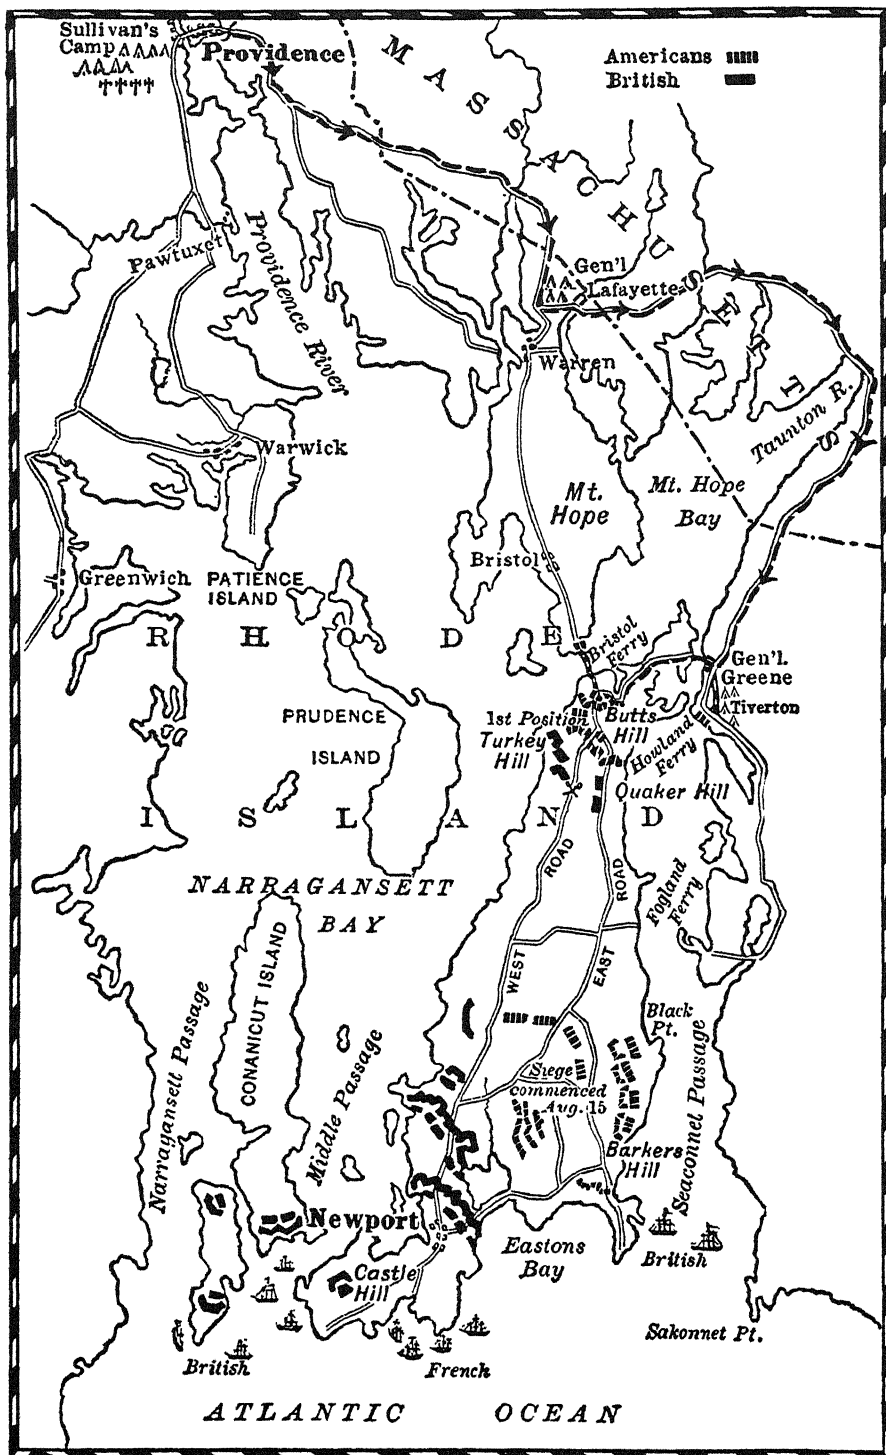 Sullivan's
Camp
Providence
Americans
British
MASSACHUSETTS
Pawtuxet
Providence River
Gen'l
Lafayette
Warren
Taunton R.
Warwick
Mt.
Hope
Mt. Hope
Bay
Greenwich
PATIENCE
ISLAND
Bristol
RHODE
Bristol
Ferry
Gen'l.
Greene
Tiverton
PRUDENCE
ISLAND
1st Position
Turkey
Hill
Butts
Hill
Howland
Ferry
Quaker Hill
ISLAND
NARRAGANSETT
BAY
ROAD
ROAD
Fogland
Ferry
WEST
EAST
CONANICUT ISLAND
Narragansett Passage
Middle Passage
Black
Pt.
Seaconnet Passage
Siege
commenced
Aug. 15
Barkers
Hill
Newport
Eastons
Bay
British
Castle
Hill
Sakonnet Pt.
British
French
ATLANTIC OCEAN